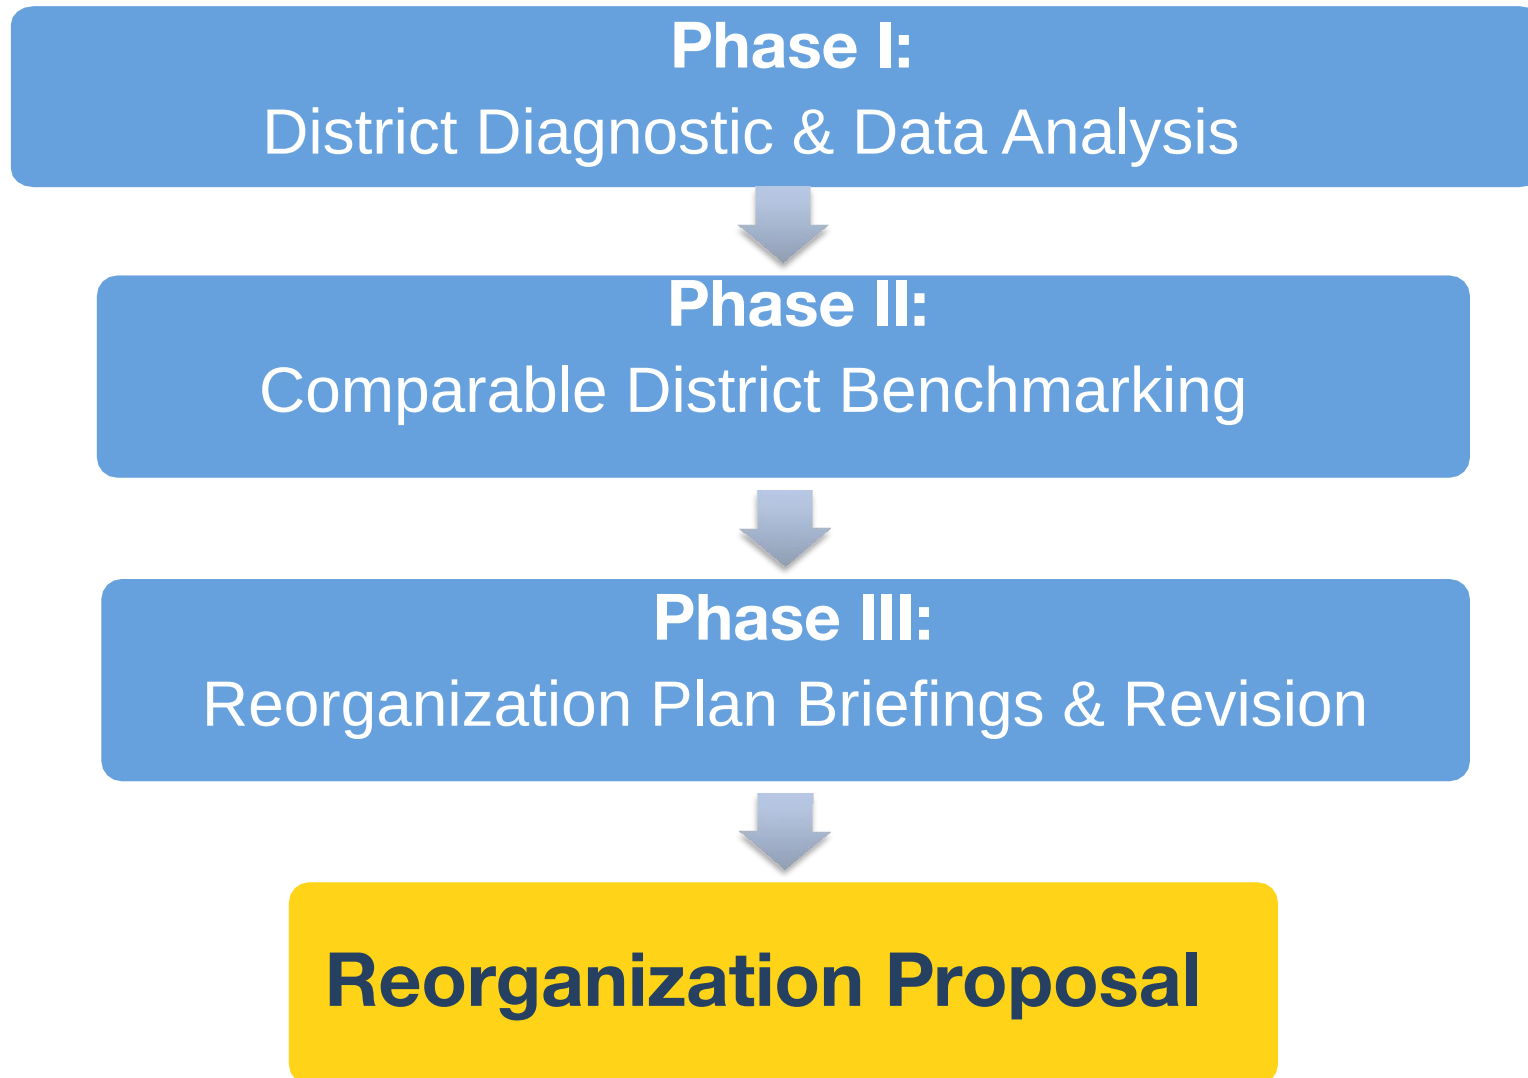 Phase I:
District Diagnostic & Data Analysis
Phase II:
Comparable District Benchmarking
Phase III:
Reorganization Plan Briefings & Revision
Reorganization Proposal